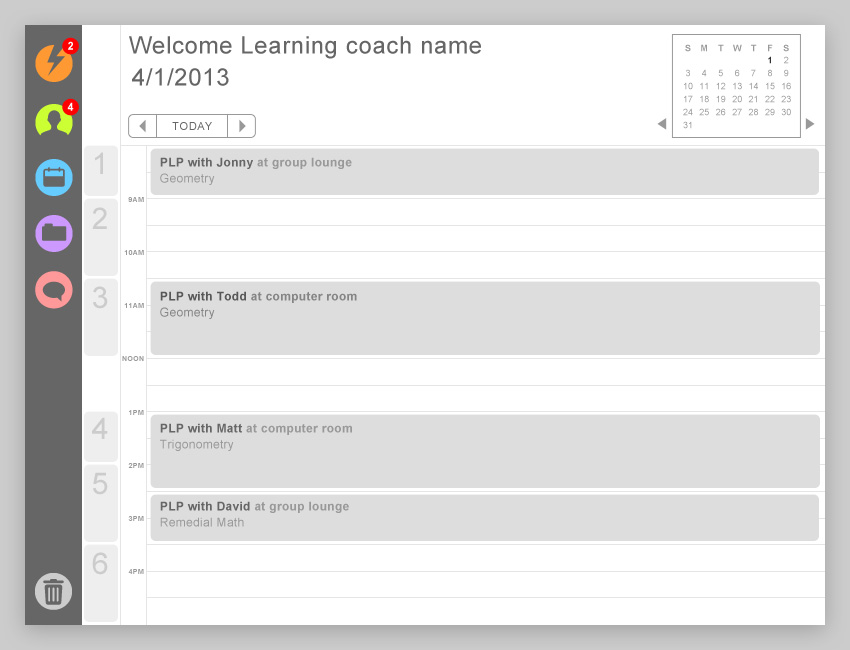 2
4
Welcome Learning coach name
4/1/2013
TODAY
S M T W T F S
1 2
3 4 5 6 7 8 9
10 11 12 13 14 15 16
17 18 19 20 21 22 23
24 25 26 27 28 29 30
31
1
PLP with Jonny at group lounge
Geometry
9AM
2
10AM
3
PLP with Todd at computer room
11AM
Geometry
NOON
1PM
4
PLP with Matt at computer room
Trigonometry
2PM
5
PLP with David at group lounge
3PM
Remedial Math
6
4PM